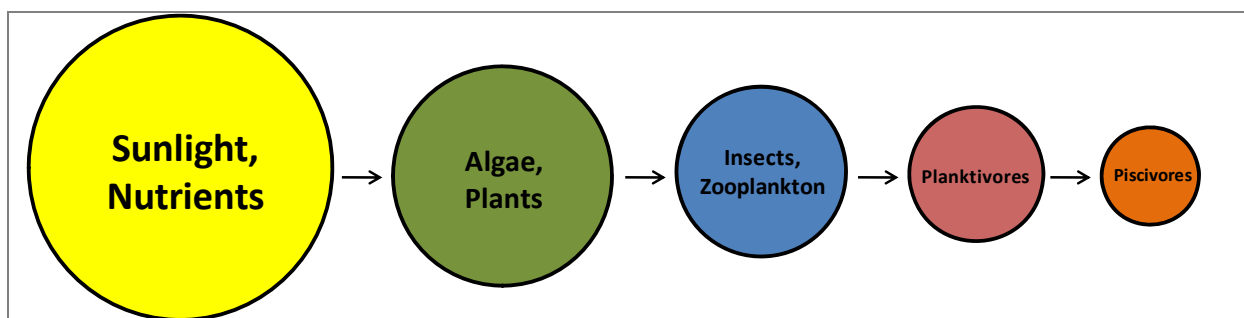 Sunlight,
Nutrients
Algae,
Plants
Insects,
Zooplankton
Planktivores
Piscivores